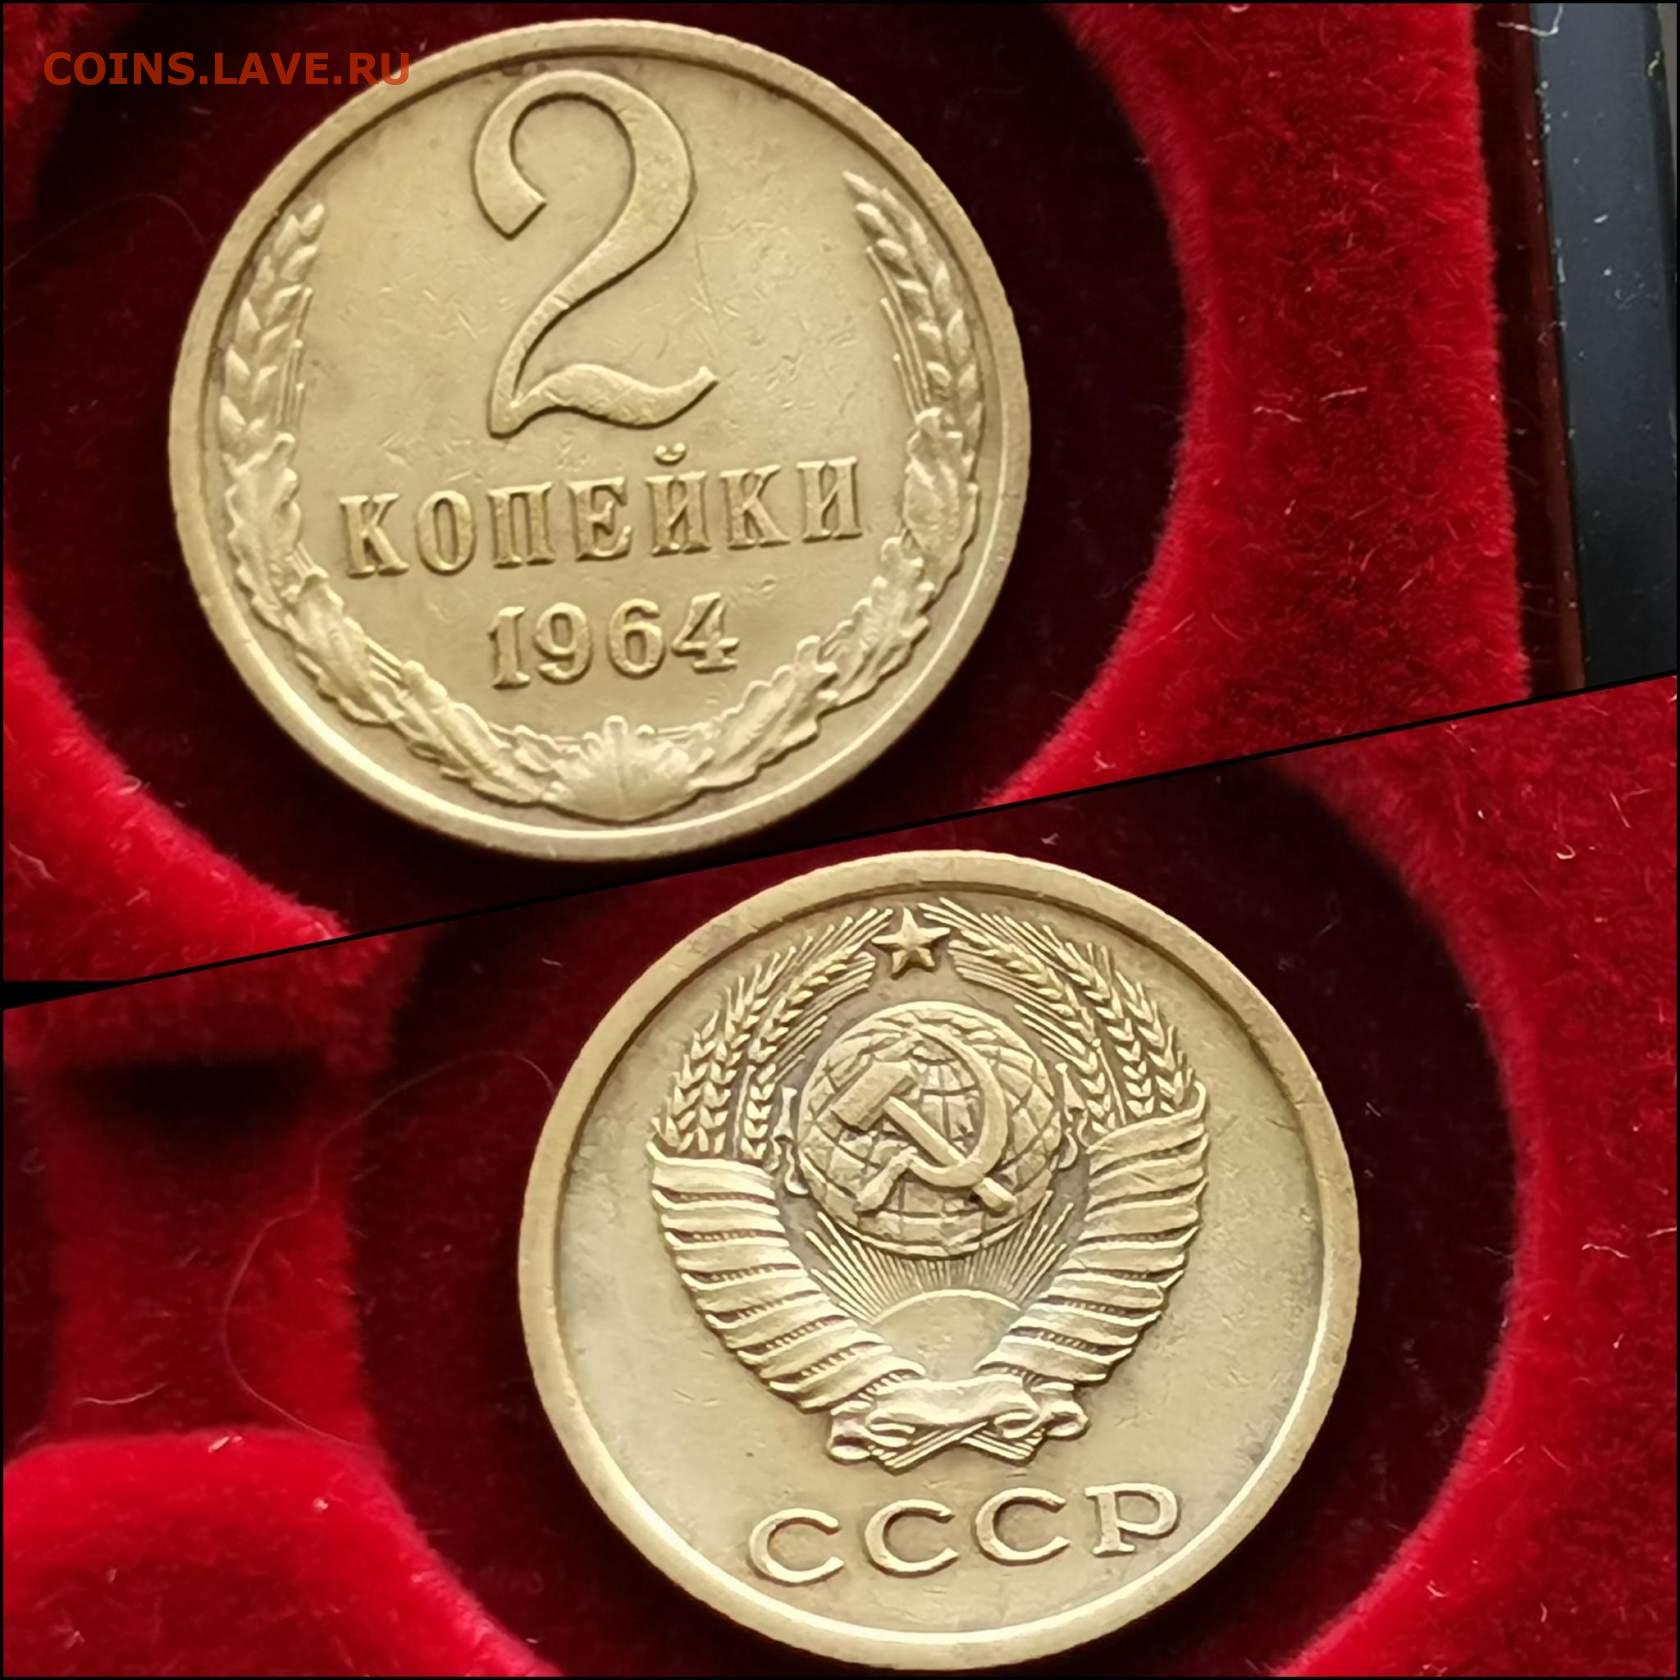 COINS.LAVE.RU
2
КОПЕЙКИ
1964
СССР